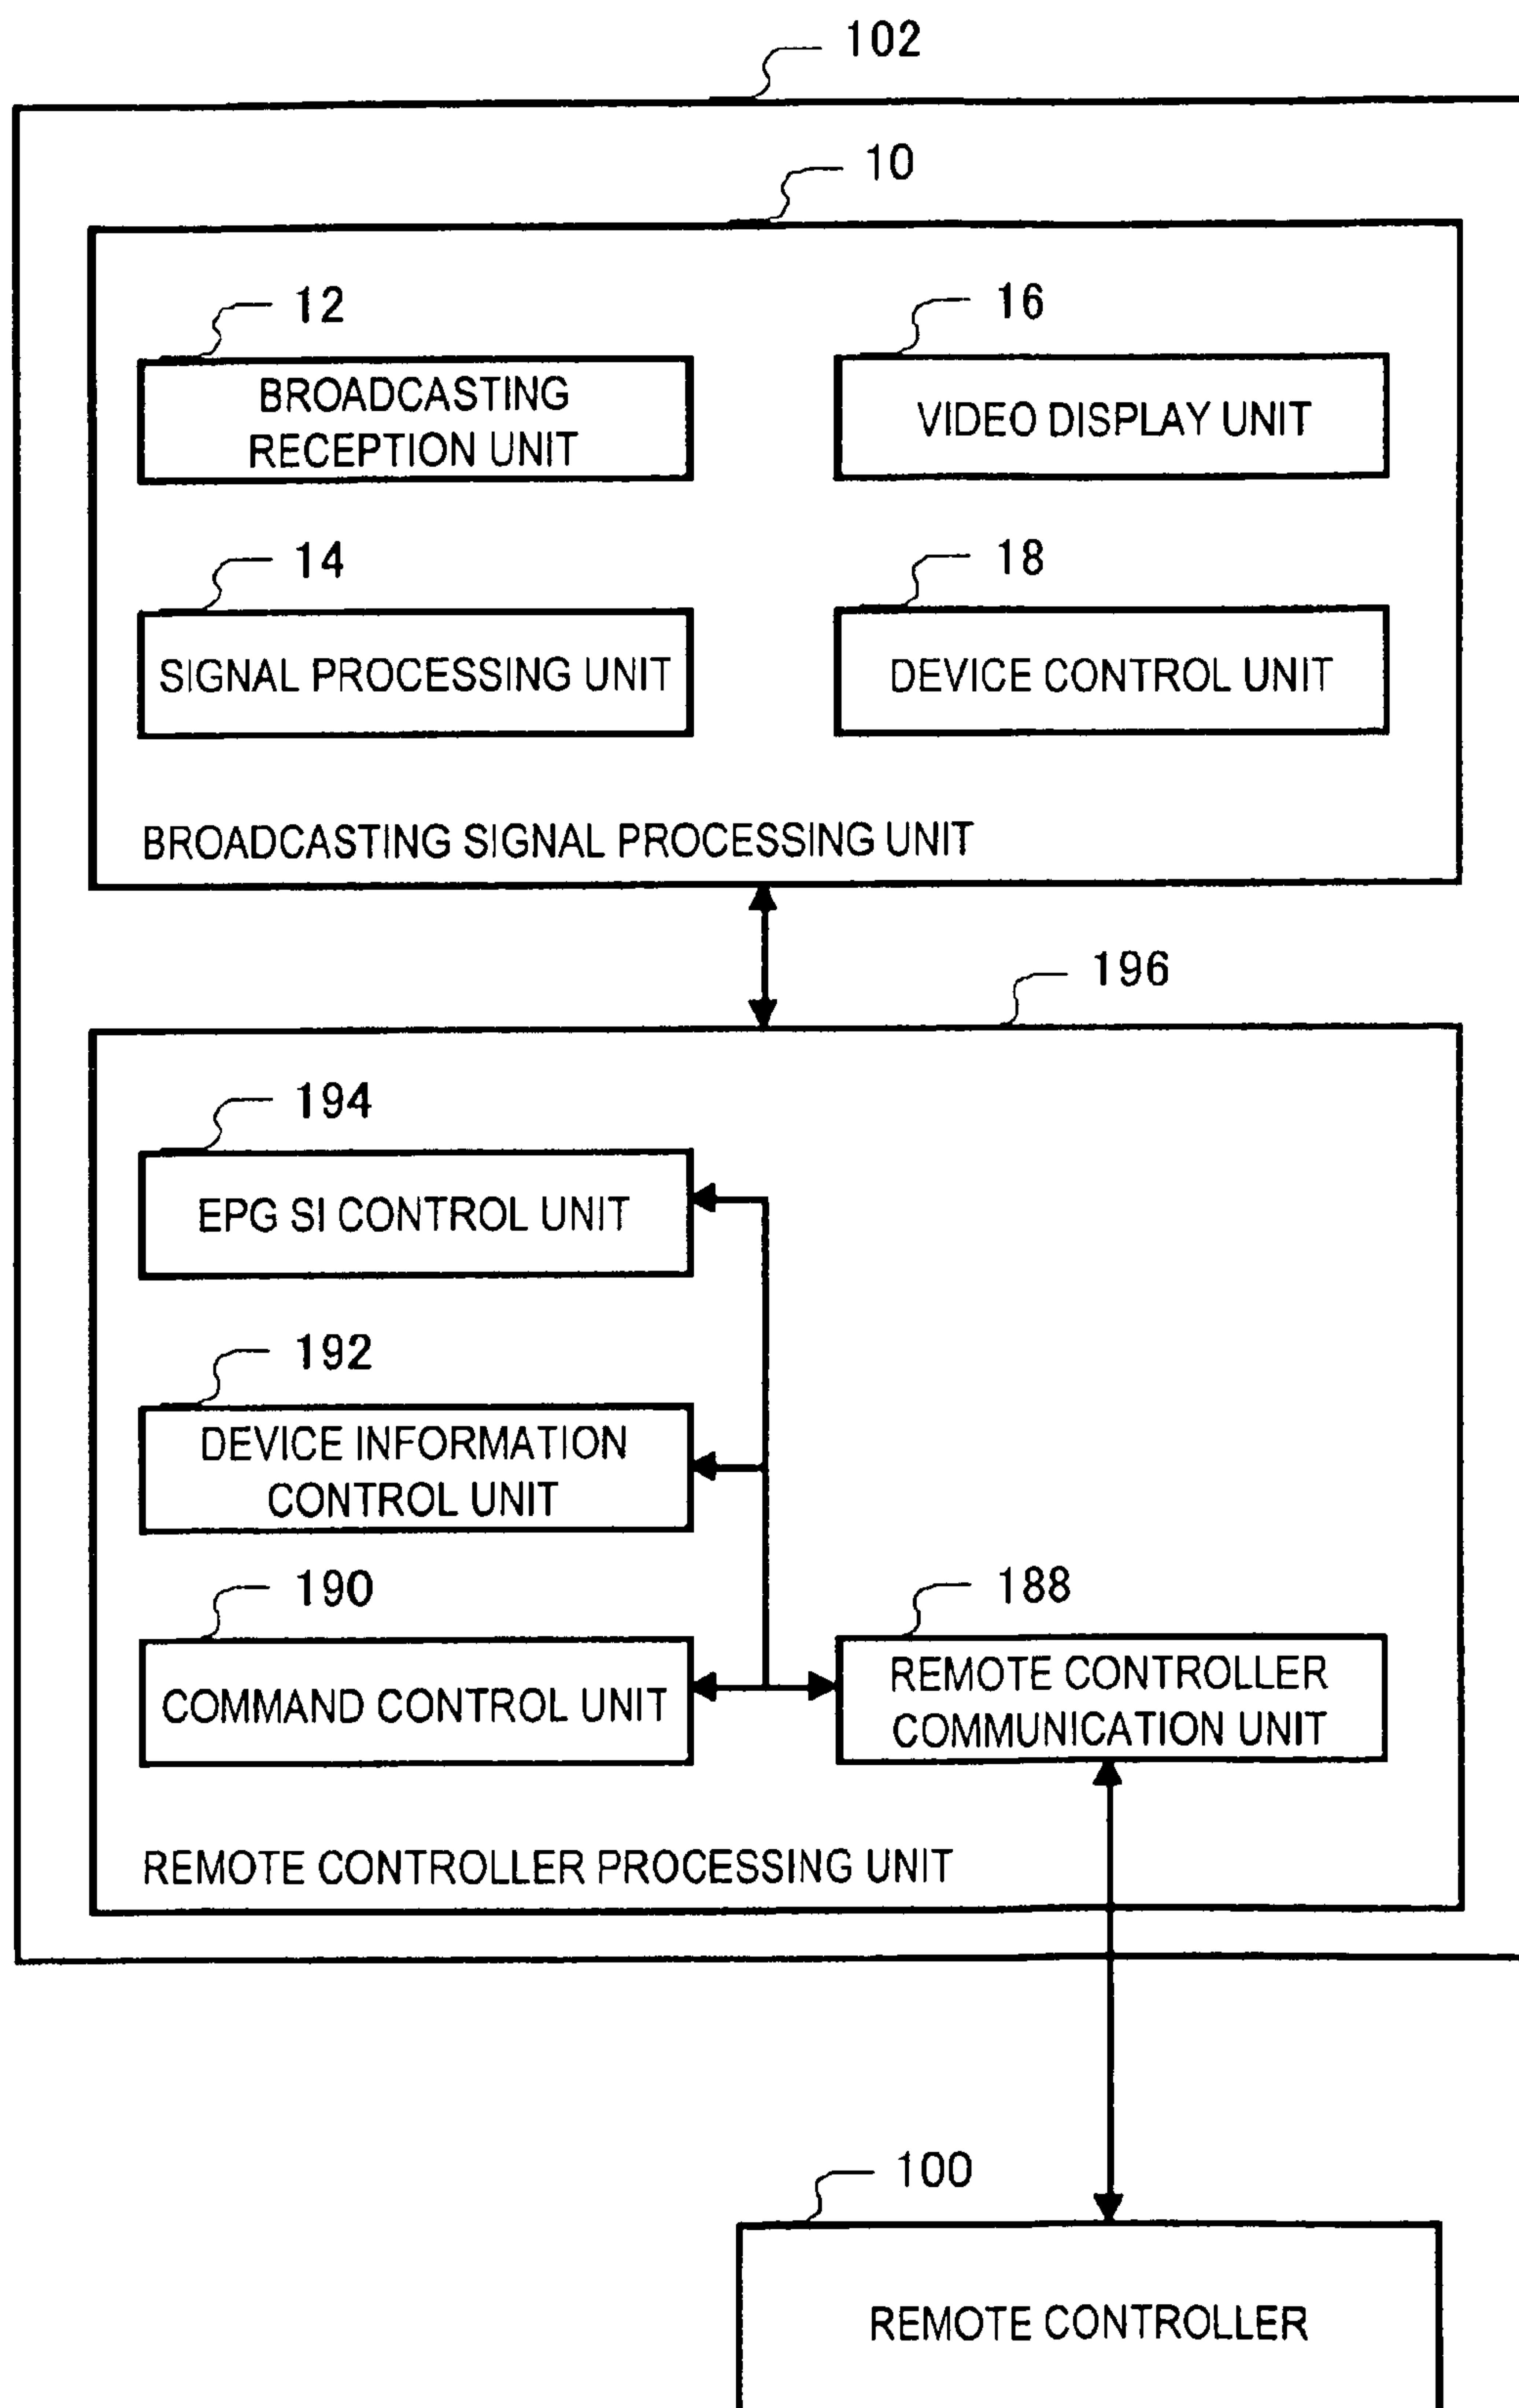 102
10
12
BROADCASTING
RECEPTION UNIT
16
VIDEO DISPLAY UNIT
14
SIGNAL PROCESSING UNIT
18
DEVICE CONTROL UNIT
BROADCASTING SIGNAL PROCESSING UNIT
196
194
EPG SI CONTROL UNIT
192
DEVICE INFORMATION
CONTROL UNIT
190
COMMAND CONTROL UNIT
188
REMOTE CONTROLLER
COMMUNICATION UNIT
REMOTE CONTROLLER PROCESSING UNIT
100
REMOTE CONTROLLER